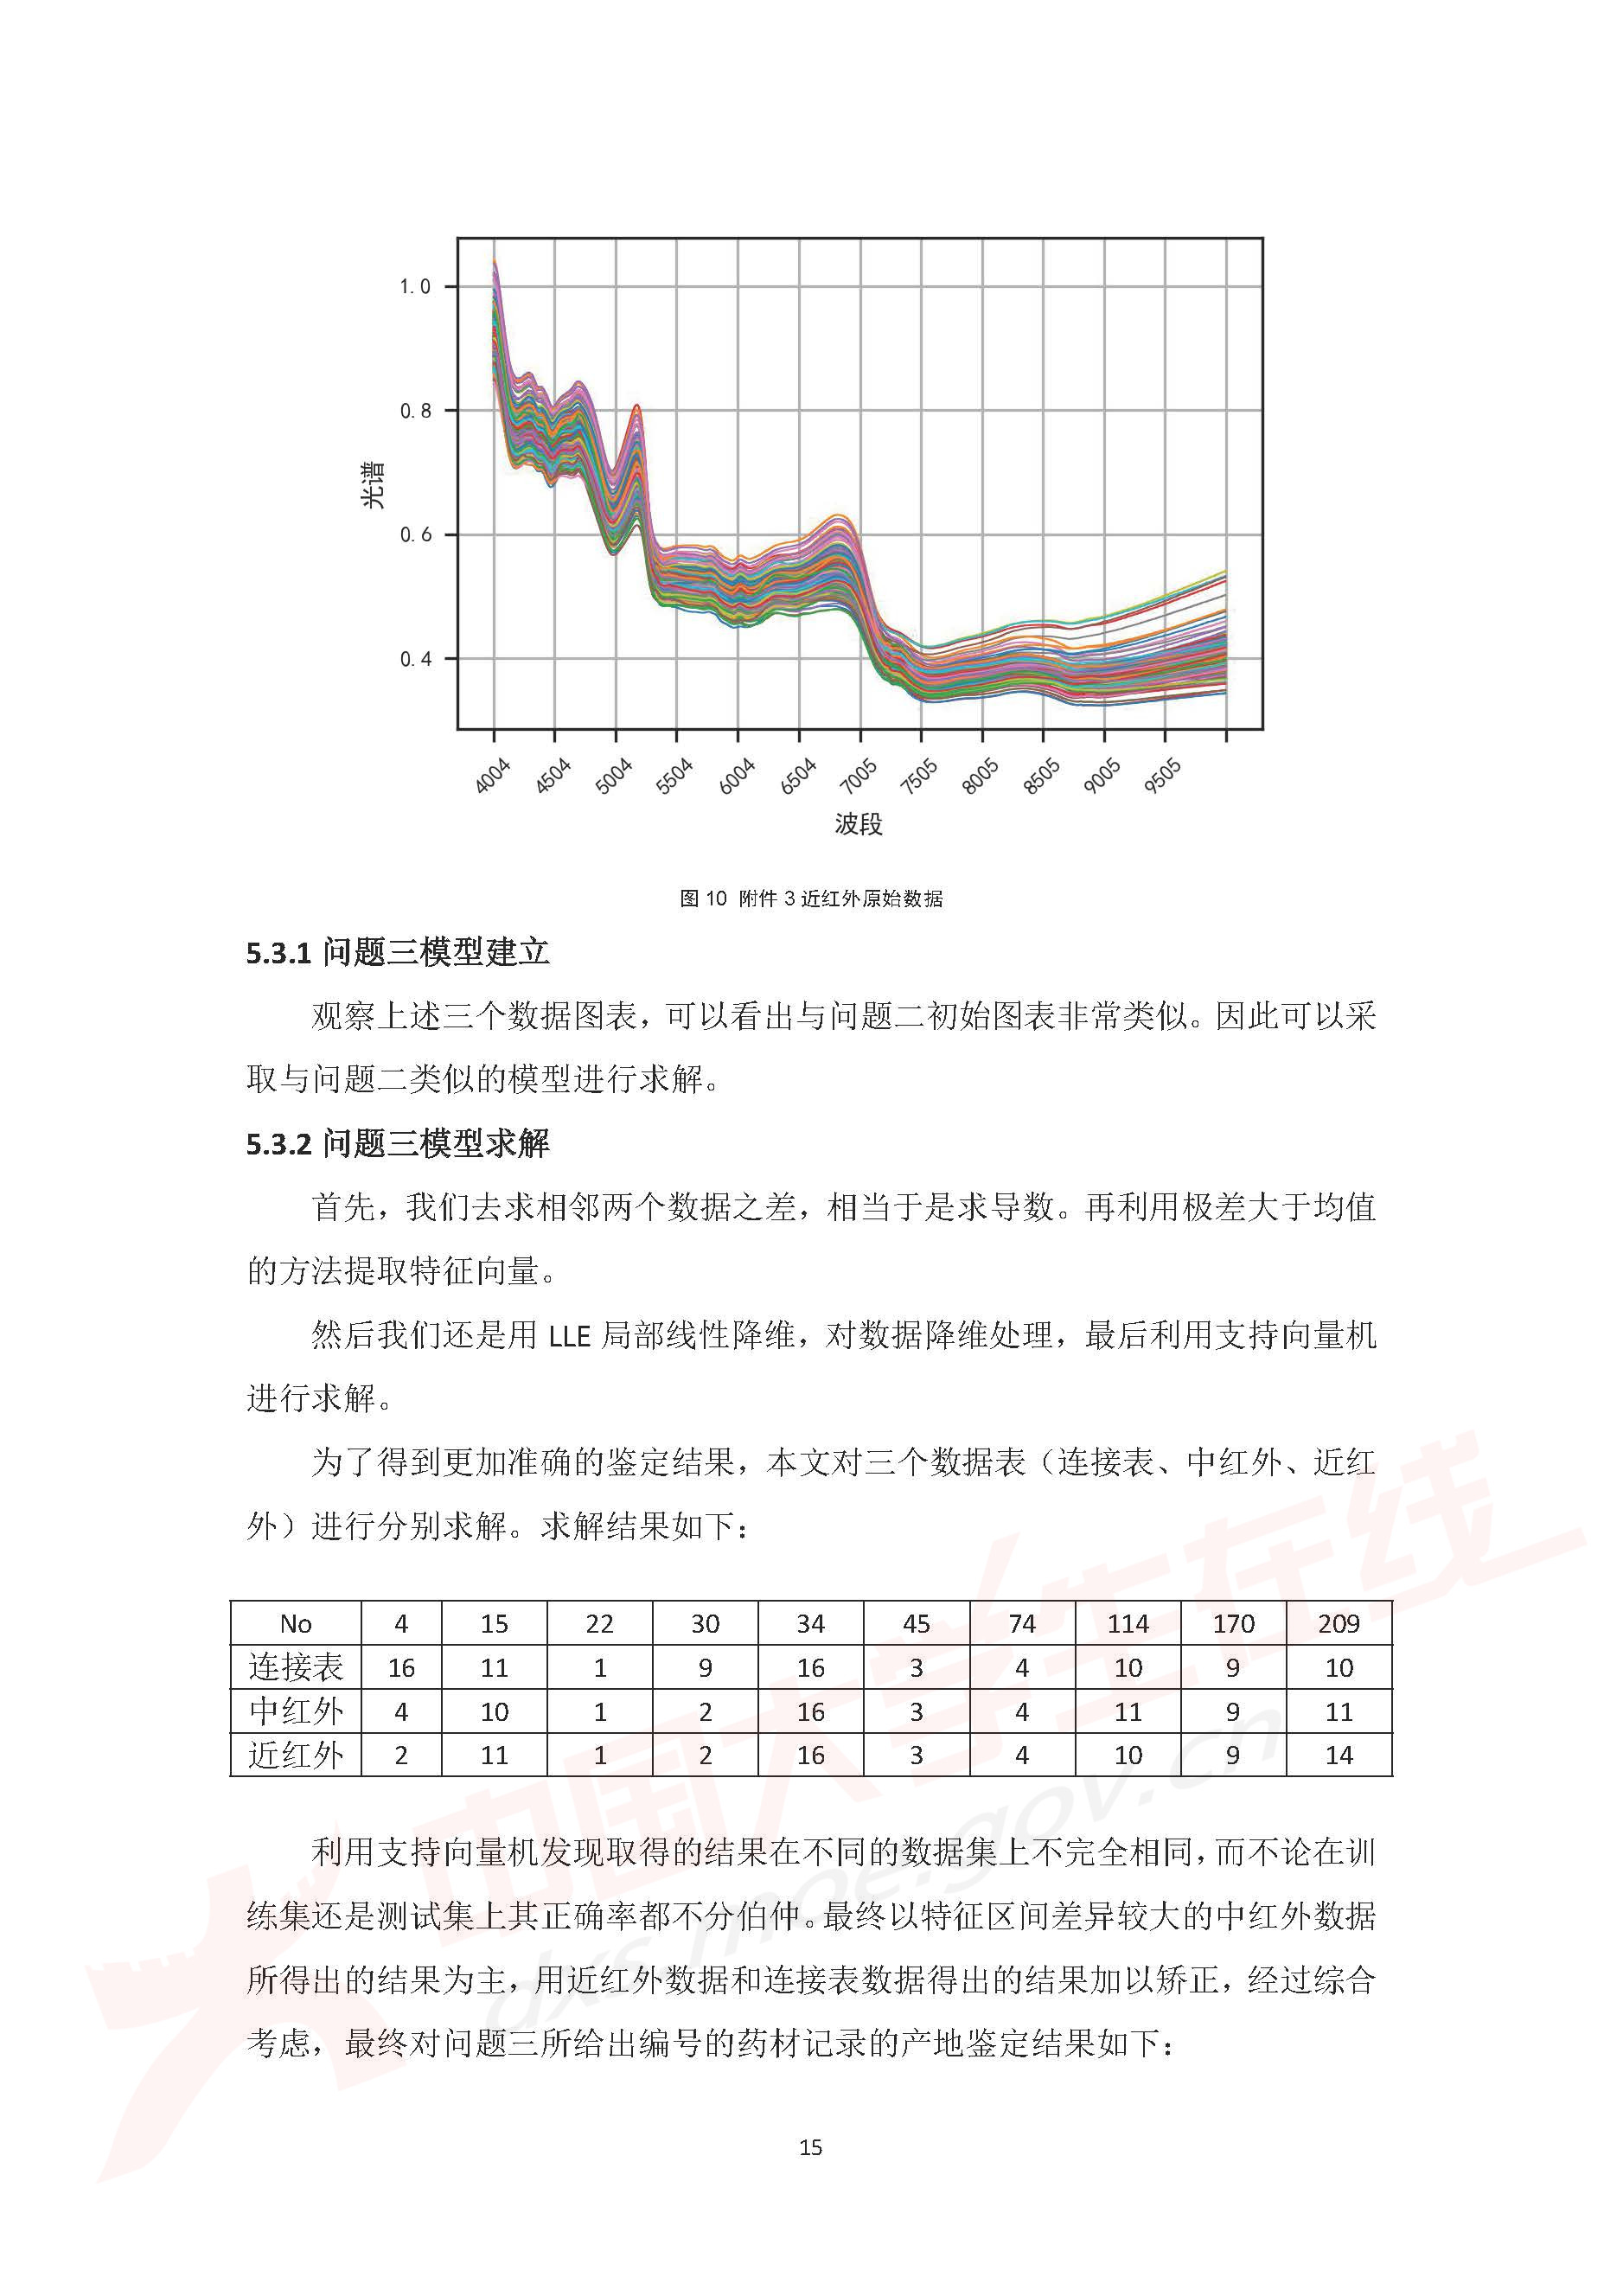 1.0
0.8
0.6
0.4
光谱
4004 4504 5004 5504 6004 6504 7005 7505 8005 8505 9005 9505
波段
图 10 附件 3 近红外原始数据
5.3.1 问题三模型建立
观察上述三个数据图表，可以看出与问题二初始图表非常类似。因此可以采
取与问题二类似的模型进行求解。
5.3.2 问题三模型求解
首先，我们去求相邻两个数据之差，相当于是求导数。再利用极差大于均值
的方法提取特征向量。
然后我们还是用 LLE 局部线性降维，对数据降维处理，最后利用支持向量机
进行求解。
为了得到更加准确的鉴定结果，本文对三个数据表（连接表、中红外、近红
外）进行分别求解。求解结果如下：
No 4 15 22 30 34 45 74 114 170 209
连接表 16 11 1 9 16 3 4 10 9 10
中红外 4 10 1 2 16 3 4 11 9 11
近红外 2 11 1 2 16 3 4 10 9 14
利用支持向量机发现取得的结果在不同的数据集上不完全相同，而不论在训
练集还是测试集上其正确率都不分伯仲。最终以特征区间差异较大的中红外数据
所得出的结果为主，用近红外数据和连接表数据得出的结果加以矫正，经过综合
考虑，最终对问题三所给出编号的药材记录的产地鉴定结果如下：
中国大学生在线
dxs.moe.gov.cn
15